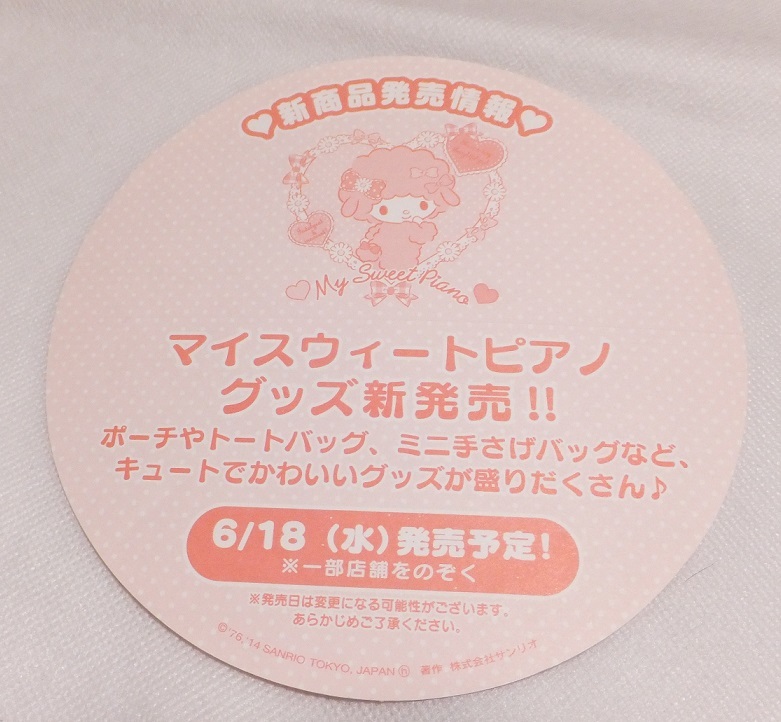 ♡新商品発売情報♡
My Sweet Piano
マイスウィートピアノ
グッズ新発売!!
ポーチやトートバッグ、ミニ手さげバッグなど、
キュートでかわいいグッズが盛りだくさん♪
6/18（水）発売予定!
※一部店舗をのぞく
※発売日は変更になる可能性がございます。
あらかじめご了承ください。
©'76,'14 SANRIO TOKYO, JAPAN ⓗ 著作 株式会社サンリオ